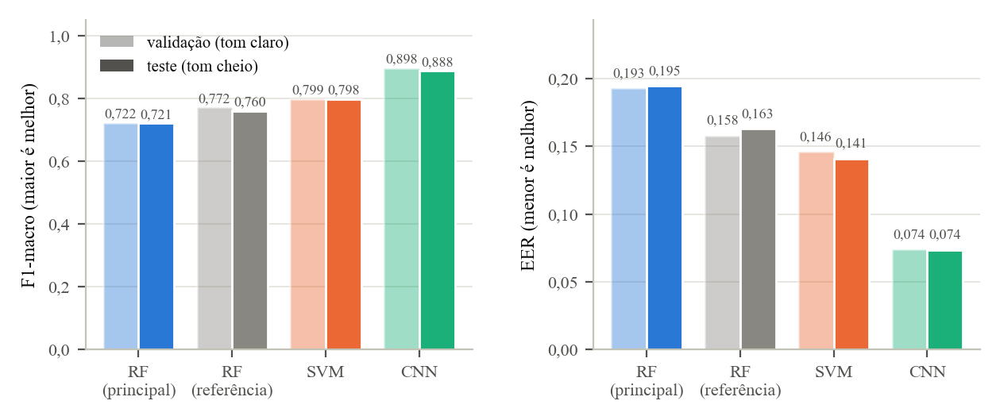 F1-macro (maior é melhor)
1,0
0,8
0,6
0,4
0,2
0,0
validação (tom claro)
teste (tom cheio)
0,722 0,721
0,772 0,760
0,799 0,798
0,898 0,888
RF
(principal)
RF
(referência)
SVM
CNN
EER (menor é melhor)
0,20
0,15
0,10
0,05
0,00
0,193 0,195
0,158 0,163
0,146 0,141
0,074 0,074
RF
(principal)
RF
(referência)
SVM
CNN